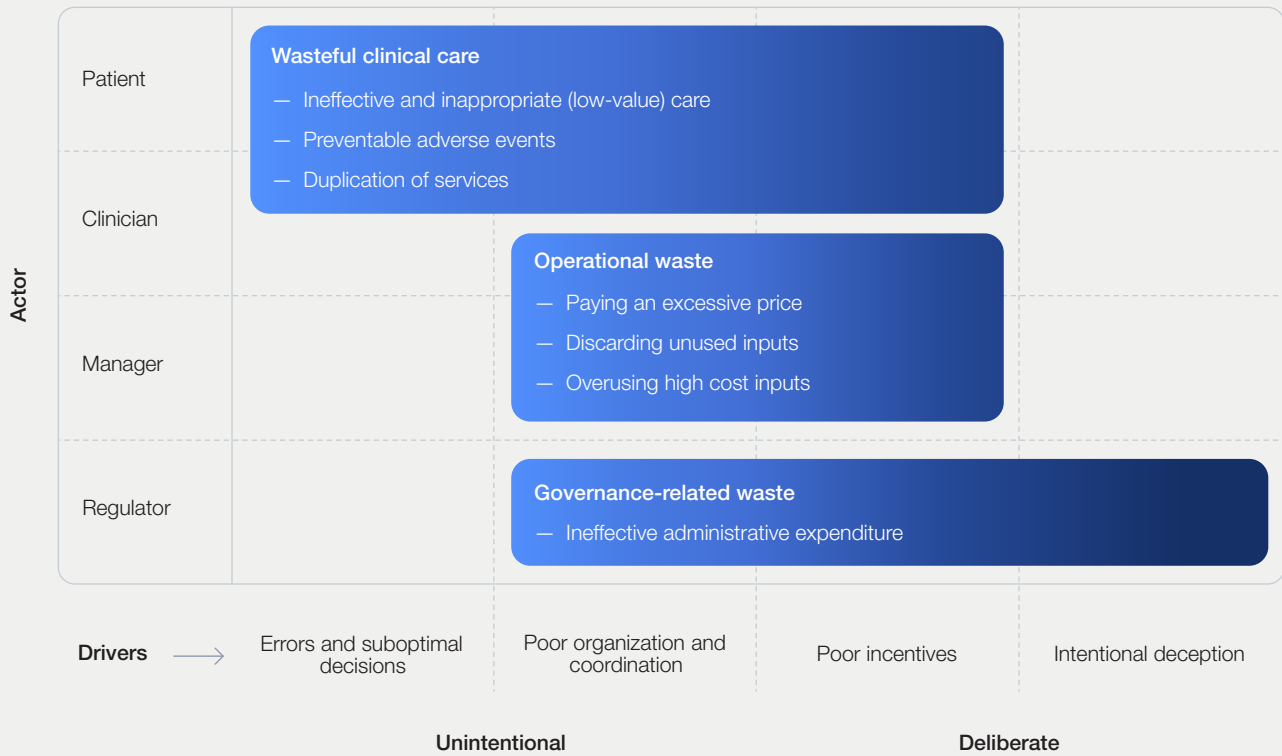 Actor
Patient
Clinician
Manager
Regulator
Wasteful clinical care
— Ineffective and inappropriate (low-value) care
— Preventable adverse events
— Duplication of services
Operational waste
— Paying an excessive price
— Discarding unused inputs
— Overusing high cost inputs
Governance-related waste
— Ineffective administrative expenditure
Drivers
Errors and suboptimal
decisions
Poor organization and
coordination
Poor incentives
Intentional deception
Unintentional
Deliberate